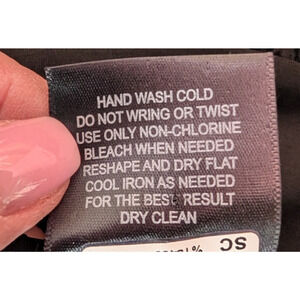 HAND WASH COLD
DO NOT WRING OR TWIST
USE ONLY NON-CHLORINE
BLEACH WHEN NEEDED
RESHAPE AND DRY FLAT
COOL IRON AS NEEDED
FOR THE BEST RESULT
DRY CLEAN
SC